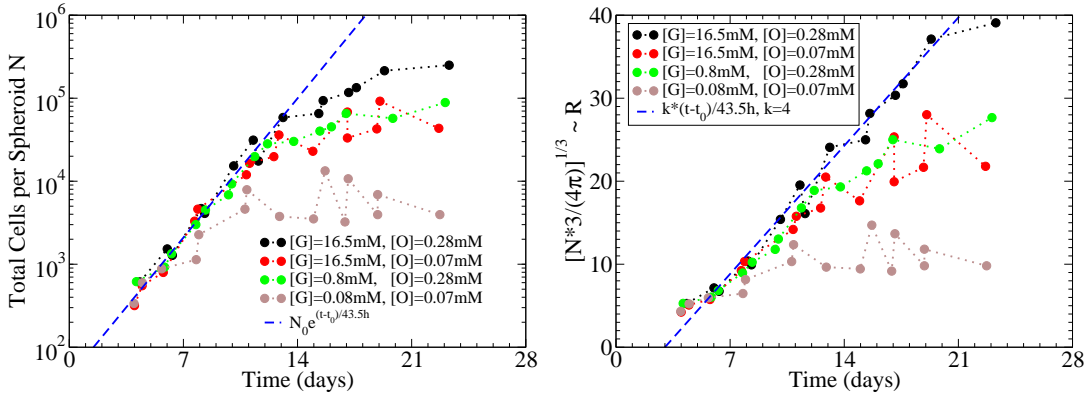 Total Cells per Spheroid N
10^6
10^5
10^4
10^3
10^2
[G]=16.5mM, [O]=0.28mM
[G]=16.5mM, [O]=0.07mM
[G]=0.8mM, [O]=0.28mM
[G]=0.08mM, [O]=0.07mM
N_0e^{(t-t_0)/43.5h}
0 7 14 21 28
Time (days)
[N*3/(4π)]^{1/3} ~ R
40
30
20
10
0
[G]=16.5mM, [O]=0.28mM
[G]=16.5mM, [O]=0.07mM
[G]=0.8mM, [O]=0.28mM
[G]=0.08mM, [O]=0.07mM
k*(t-t_0)/43.5h, k=4
0 7 14 21 28
Time (days)